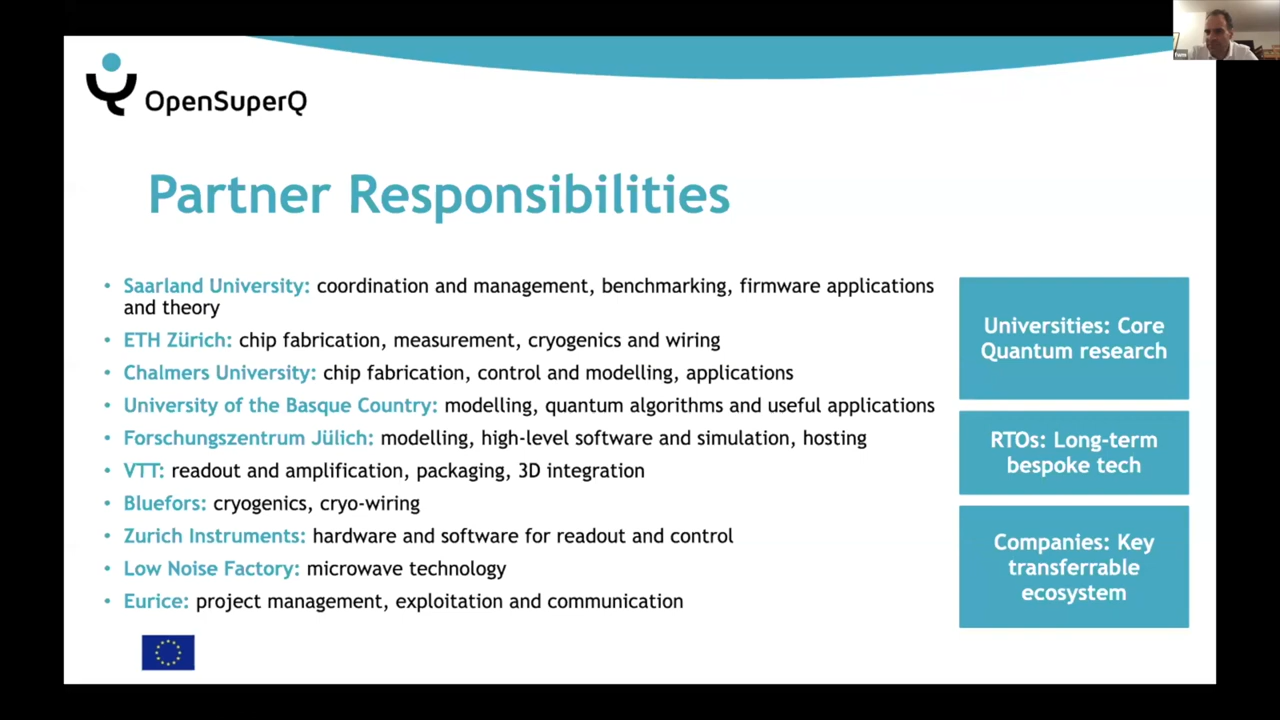 OpenSuperQ
Partner Responsibilities
• Saarland University: coordination and management, benchmarking, firmware applications
and theory
• ETH Zürich: chip fabrication, measurement, cryogenics and wiring
• Chalmers University: chip fabrication, control and modelling, applications
• University of the Basque Country: modelling, quantum algorithms and useful applications
• Forschungszentrum Jülich: modelling, high-level software and simulation, hosting
• VTT: readout and amplification, packaging, 3D integration
• Bluefors: cryogenics, cryo-wiring
• Zurich Instruments: hardware and software for readout and control
• Low Noise Factory: microwave technology
• Eurice: project management, exploitation and communication
Universities: Core
Quantum research
RTOs: Long-term
bespoke tech
Companies: Key
transferrable
ecosystem